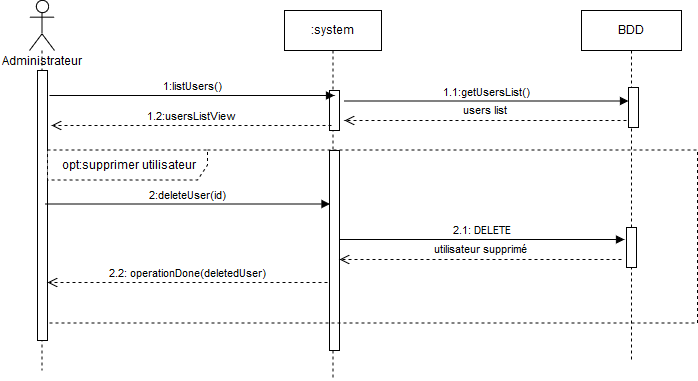 :system
BDD
Administrateur
1:listUsers()
1.1:getUsersList()
users list
1.2:usersListView
opt:supprimer utilisateur
2:deleteUser(id)
2.1: DELETE
utilisateur supprimé
2.2: operationDone(deletedUser)